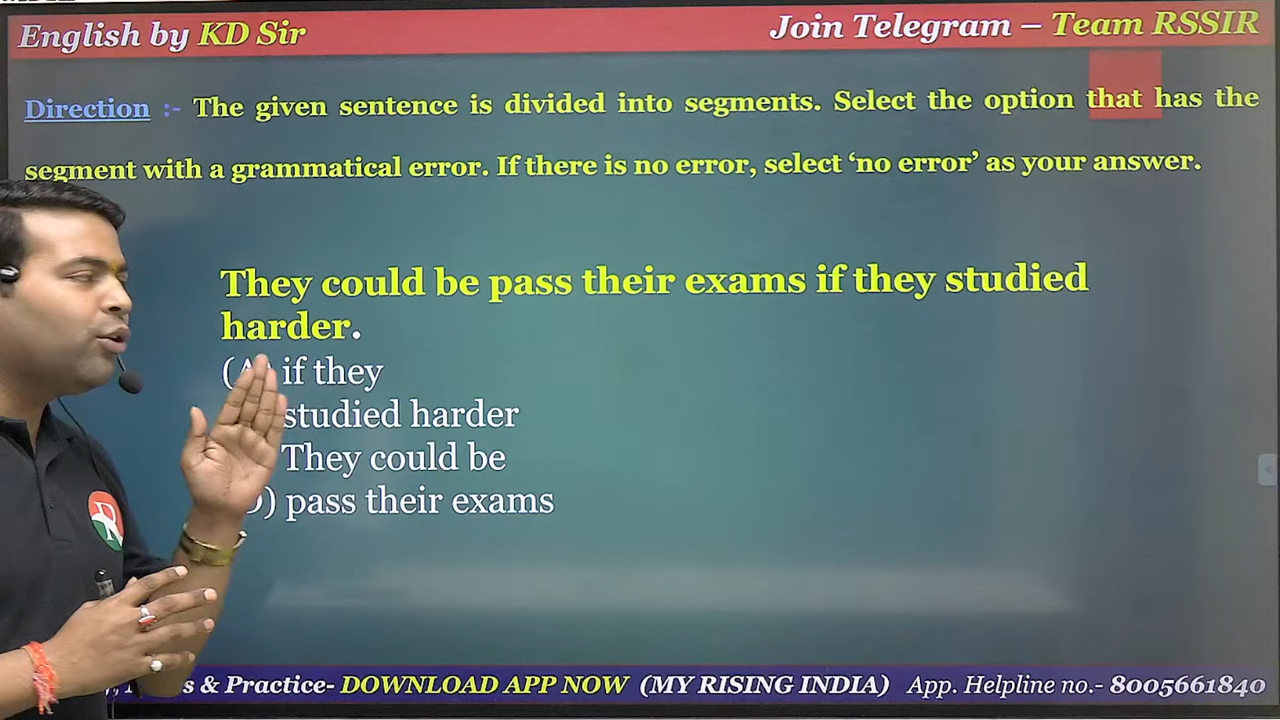 English by KD Sir
Join Telegram – Team RSSIR
Direction :- The given sentence is divided into segments. Select the option that has the
segment with a grammatical error. If there is no error, select ‘no error’ as your answer.
They could be pass their exams if they studied
harder.
(A) if they
studied harder
They could be
D) pass their exams
R
& Practice- DOWNLOAD APP NOW (MY RISING INDIA) App. Helpline no.- 8005661840